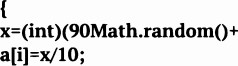 {
x=(int)(90Math.random()+
a[i]=x/10;